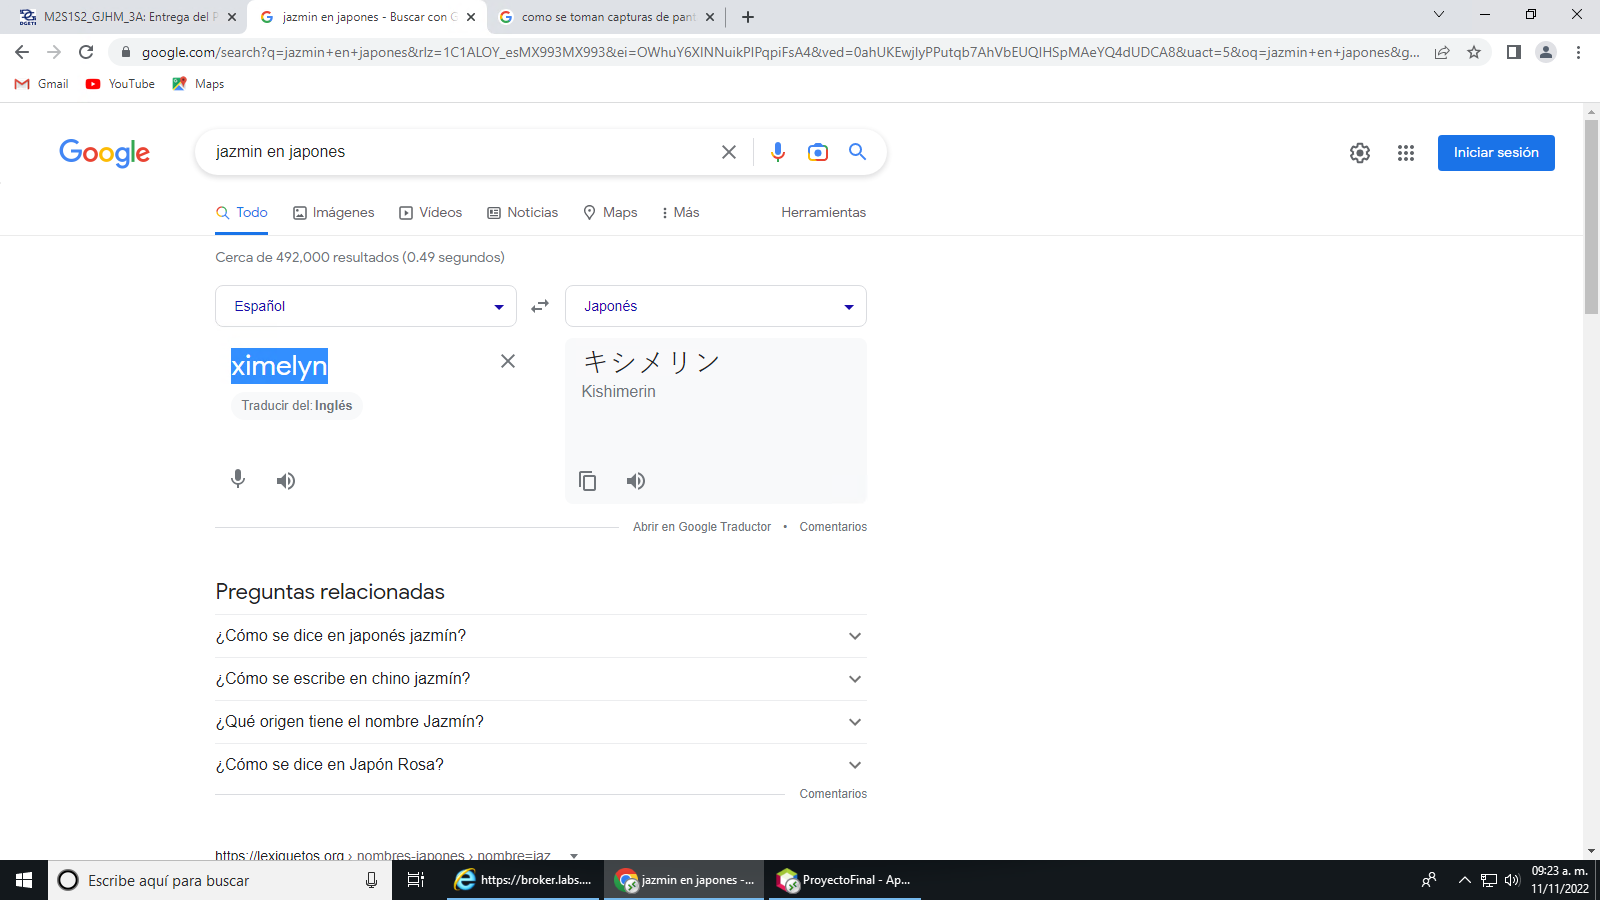 M2S1S2_GJHM_3A: Entrega del P
jazmin en japones - Buscar con G
como se toman capturas de pant
google.com/search?q=jazmin+en+japones&rlz=1C1ALOY_esMX993MX993&ei=OWhuY6XINNuikPIPqpiFsA4&ved=0ahUKEwjlyPPutqb7AhVbEUQIHSpMAeYQ4dUDCA8&uact=5&oq=jazmin+en+japones&g...
Gmail
YouTube
Maps
Google
jazmin en japones
Iniciar sesión
Todo
Imágenes
Vídeos
Noticias
Maps
Más
Herramientas
Cerca de 492,000 resultados (0.49 segundos)
Español
Japonés
ximelyn
Traducir del: Inglés
キシメリン
Kishimerin
Abrir en Google Traductor • Comentarios
Preguntas relacionadas
¿Cómo se dice en japonés jazmín?
¿Cómo se escribe en chino jazmín?
¿Qué origen tiene el nombre Jazmín?
¿Cómo se dice en Japón Rosa?
Comentarios
https://lexiquetos.org › nombres-japones › nombre=jaz
Escribe aquí para buscar
https://broker.labs....
jazmin en japones -...
ProyectoFinal - Ap...
09:23 a. m.
11/11/2022